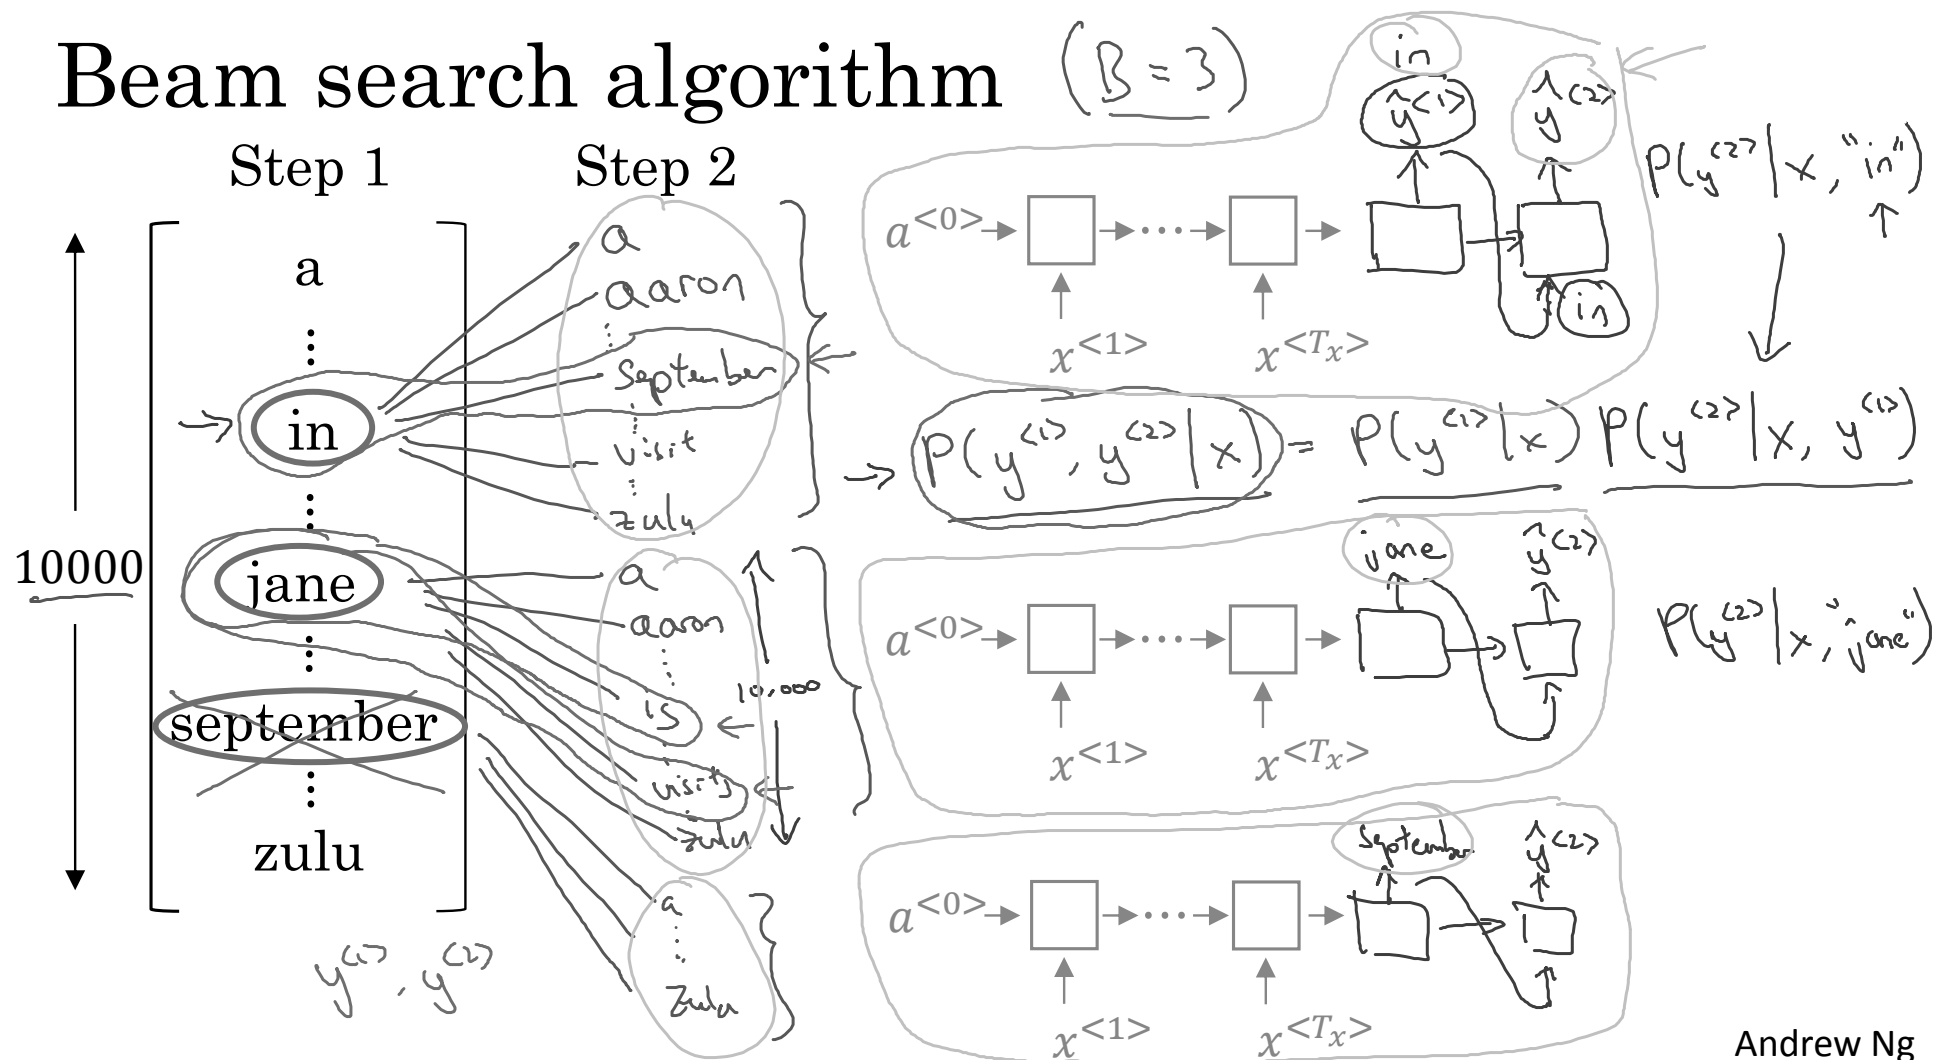 Beam search algorithm (B = 3)
Step 1
Step 2
10000
a
⋮
in
⋮
jane
⋮
september
⋮
zulu
y<1>, y<2>
a
aaron
⋮
september
⋮
visit
⋮
zulu
a
aaron
⋮
is
⋮
visits
⋮
zulu
10,000
a
⋮
zulu
in
ŷ<1> ŷ<2>
a<0> ⋯
in
x<1> x<Tx>
P(y<2> | x, "in")
P(y<1>, y<2> | x) = P(y<1> | x) P(y<2> | x, y<1>)
jane ŷ<2>
a<0> ⋯
x<1> x<Tx>
P(y<2> | x, "jane")
september ŷ<2>
a<0> ⋯
x<1> x<Tx>
Andrew Ng